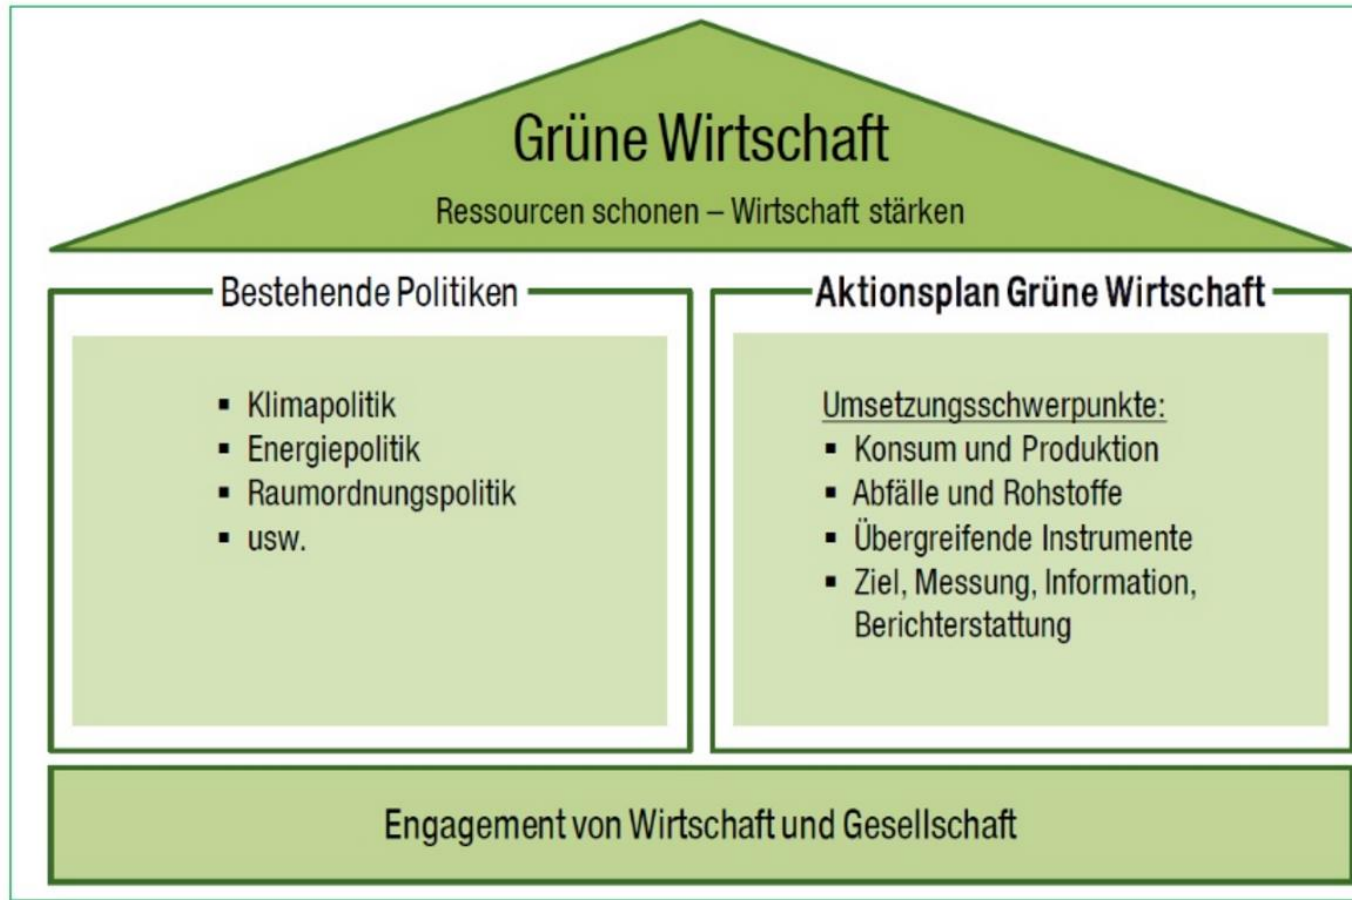 Grüne Wirtschaft
Ressourcen schonen – Wirtschaft stärken
Bestehende Politiken
▪ Klimapolitik
▪ Energiepolitik
▪ Raumordnungspolitik
▪ usw.
Aktionsplan Grüne Wirtschaft
Umsetzungsschwerpunkte:
▪ Konsum und Produktion
▪ Abfälle und Rohstoffe
▪ Übergreifende Instrumente
▪ Ziel, Messung, Information,
Berichterstattung
Engagement von Wirtschaft und Gesellschaft